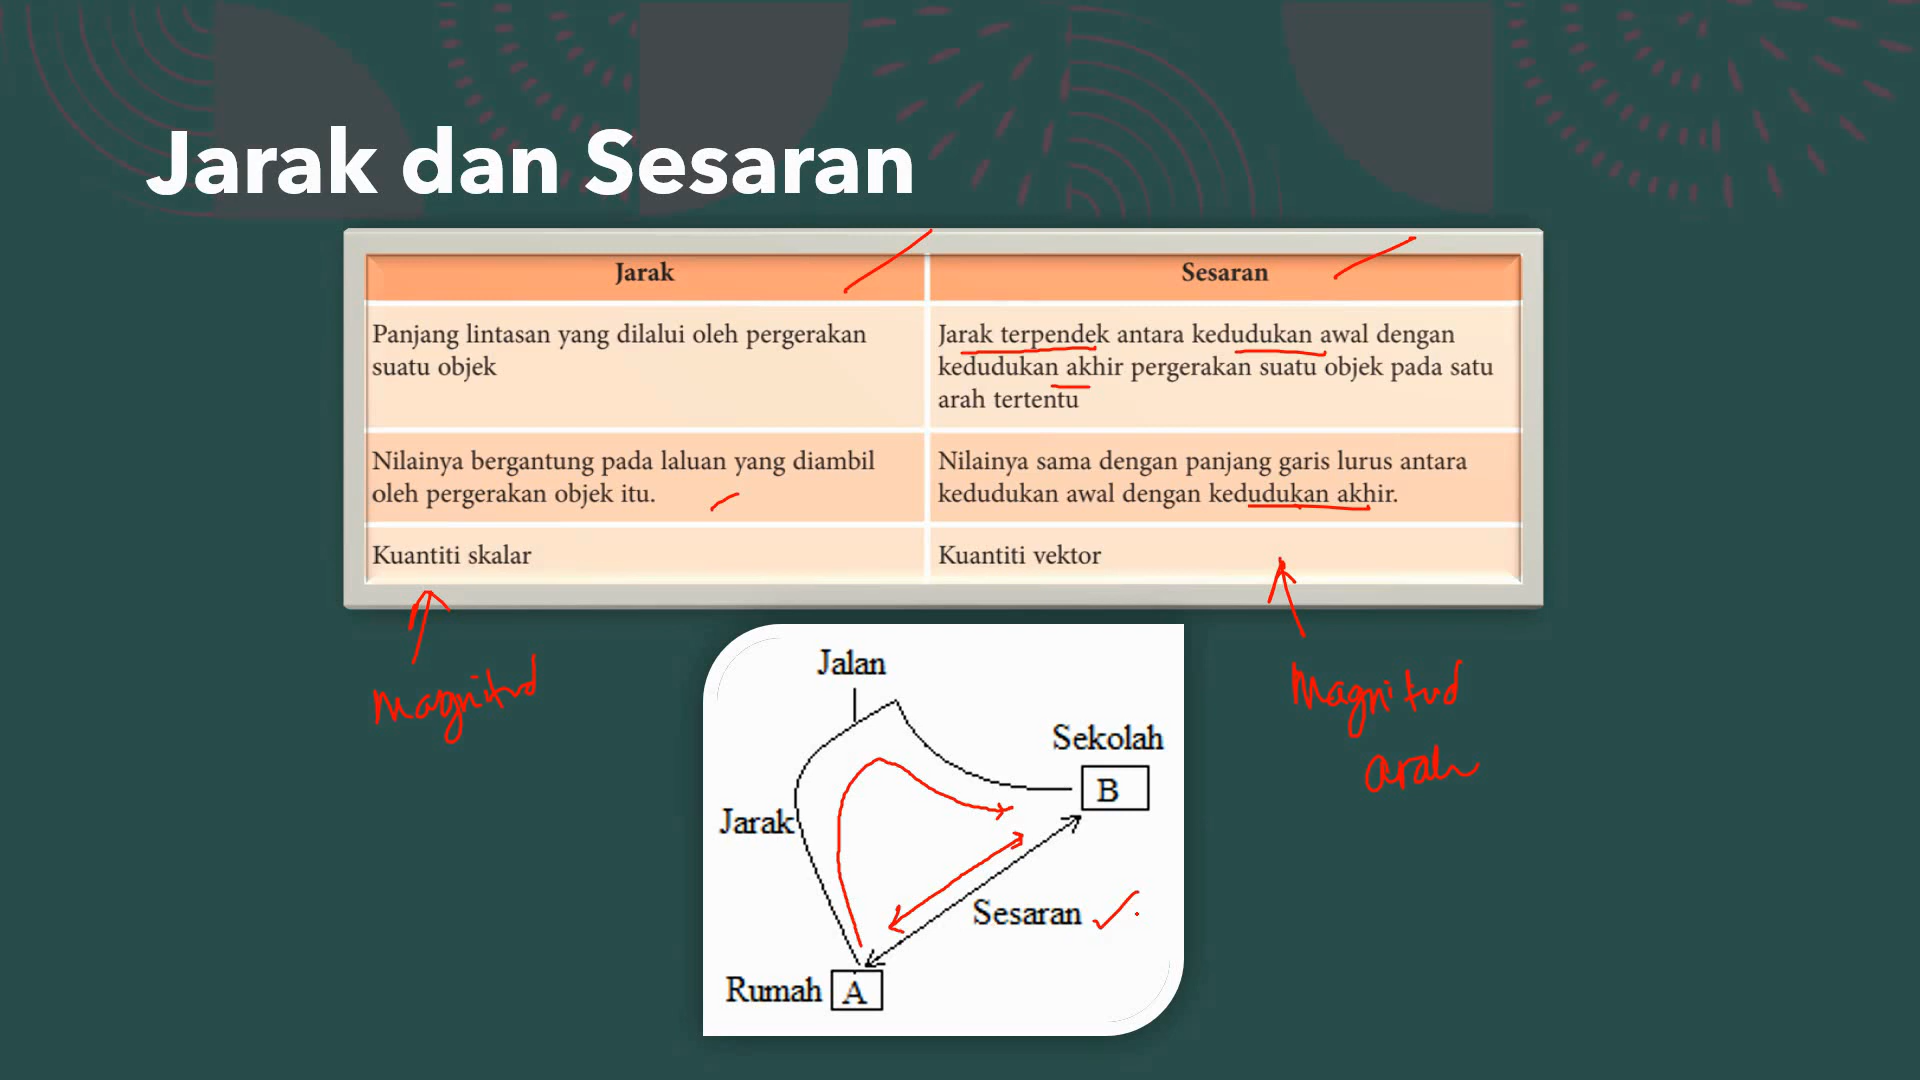 Jarak dan Sesaran
Jarak
Sesaran
Panjang lintasan yang dilalui oleh pergerakan
suatu objek
Jarak terpendek antara kedudukan awal dengan
kedudukan akhir pergerakan suatu objek pada satu
arah tertentu
Nilainya bergantung pada laluan yang diambil
oleh pergerakan objek itu.
Nilainya sama dengan panjang garis lurus antara
kedudukan awal dengan kedudukan akhir.
Kuantiti skalar
Kuantiti vektor
Magnitud
Magnitud
arah
Jalan
Sekolah
B
Jarak
Sesaran
Rumah A